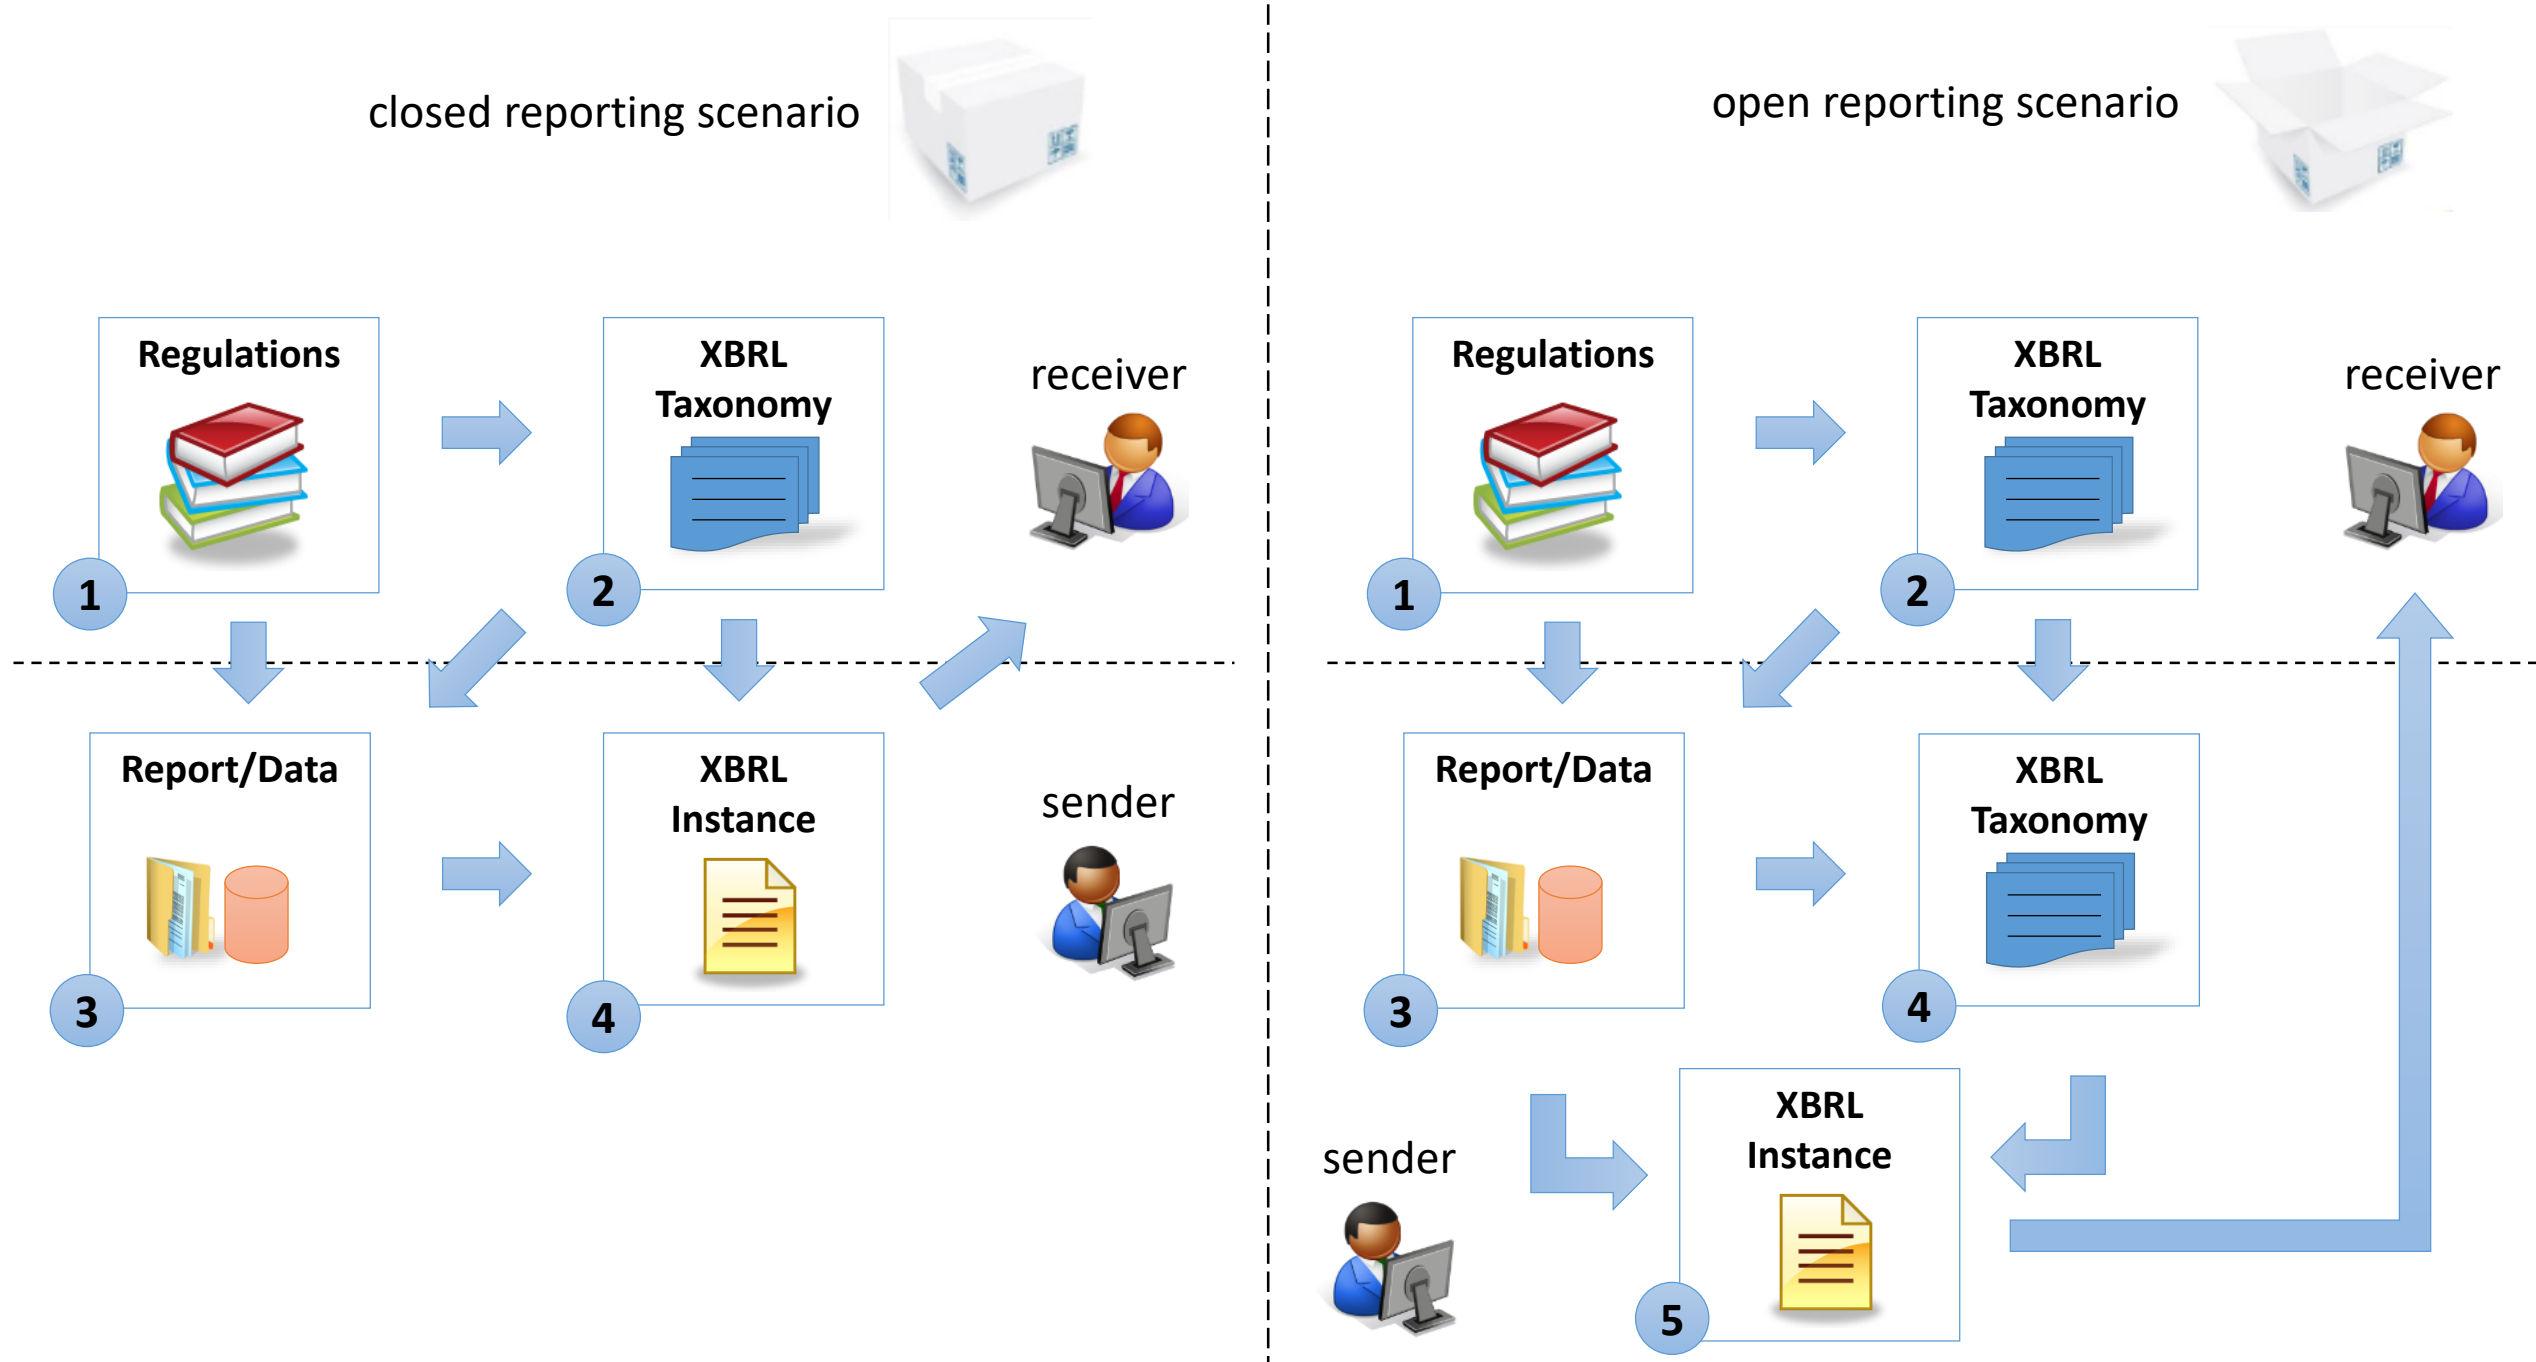 closed reporting scenario
Regulations
1
XBRL
Taxonomy
2
receiver
Report/Data
3
XBRL
Instance
4
sender
open reporting scenario
Regulations
1
XBRL
Taxonomy
2
receiver
Report/Data
3
XBRL
Taxonomy
4
XBRL
Instance
5
sender